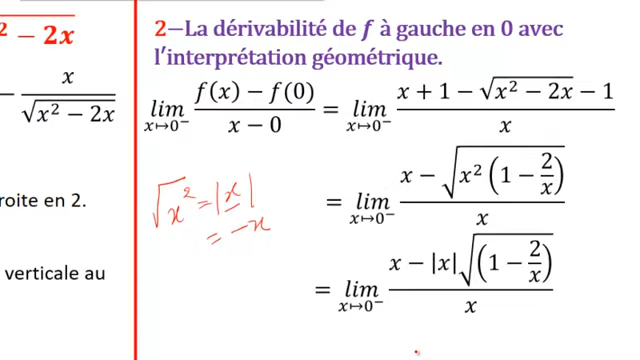 ² − 2x
− x / √(x² − 2x)
roite en 2.
verticale au
2−La dérivabilité de f à gauche en 0 avec
l'interprétation géométrique.
lim_{x↦0⁻} (f(x) − f(0)) / (x − 0) = lim_{x↦0⁻} (x + 1 − √(x² − 2x) − 1) / x
= lim_{x↦0⁻} (x − √(x² (1 − 2/x))) / x
√x² = |x|
= −x
= lim_{x↦0⁻} (x − |x| √((1 − 2/x))) / x